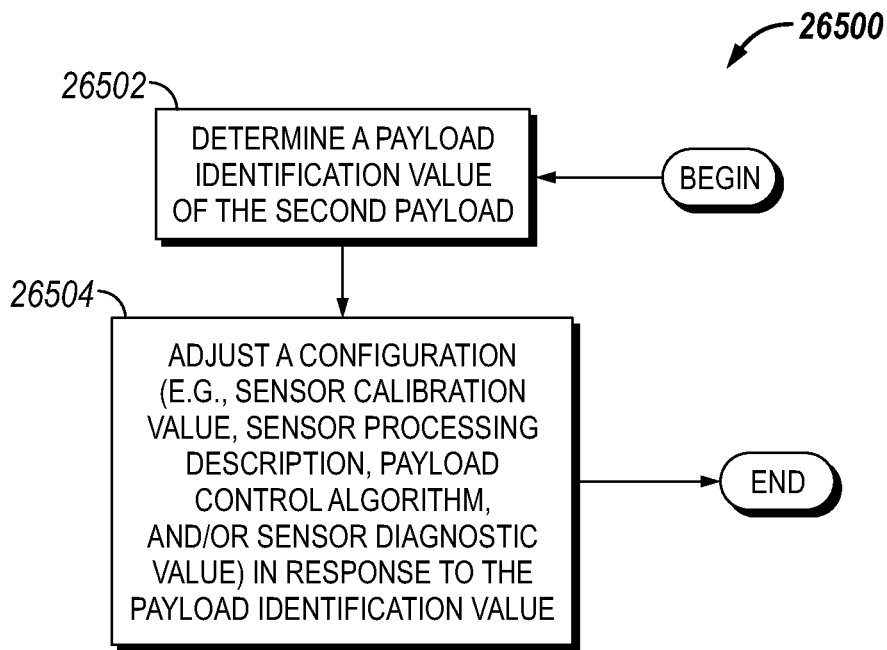 26500
26502
DETERMINE A PAYLOAD
IDENTIFICATION VALUE
OF THE SECOND PAYLOAD
BEGIN
26504
ADJUST A CONFIGURATION
(E.G., SENSOR CALIBRATION
VALUE, SENSOR PROCESSING
DESCRIPTION, PAYLOAD
CONTROL ALGORITHM,
AND/OR SENSOR DIAGNOSTIC
VALUE) IN RESPONSE TO THE
PAYLOAD IDENTIFICATION VALUE
END